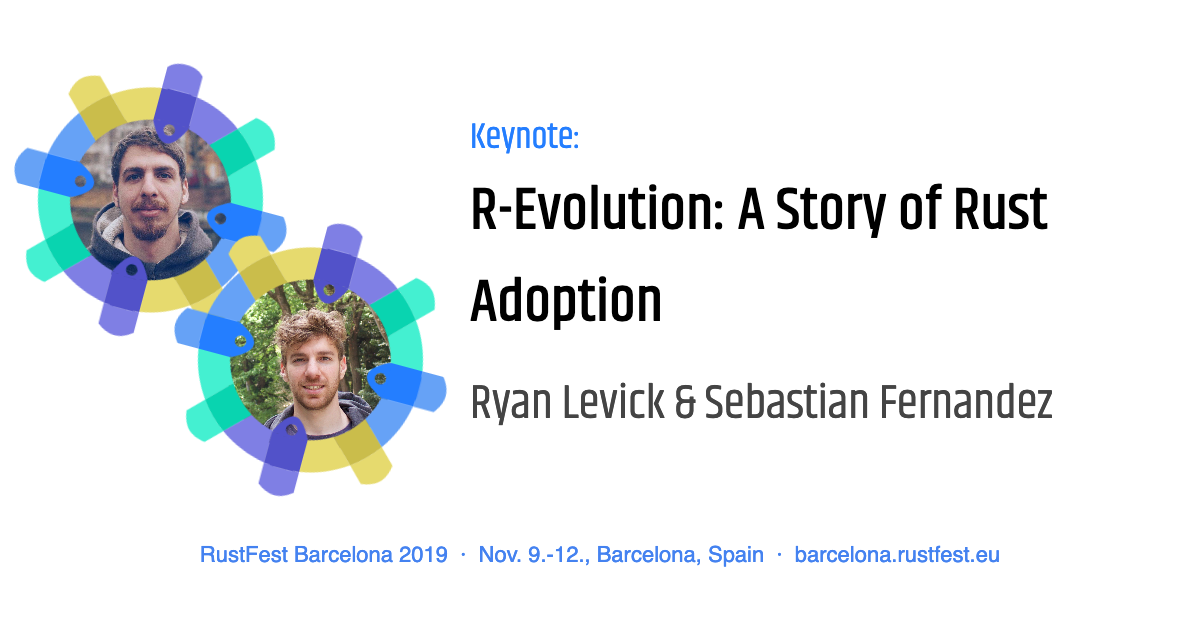 Keynote:
R-Evolution: A Story of Rust
Adoption
Ryan Levick & Sebastian Fernandez
RustFest Barcelona 2019 · Nov. 9.-12., Barcelona, Spain · barcelona.rustfest.eu